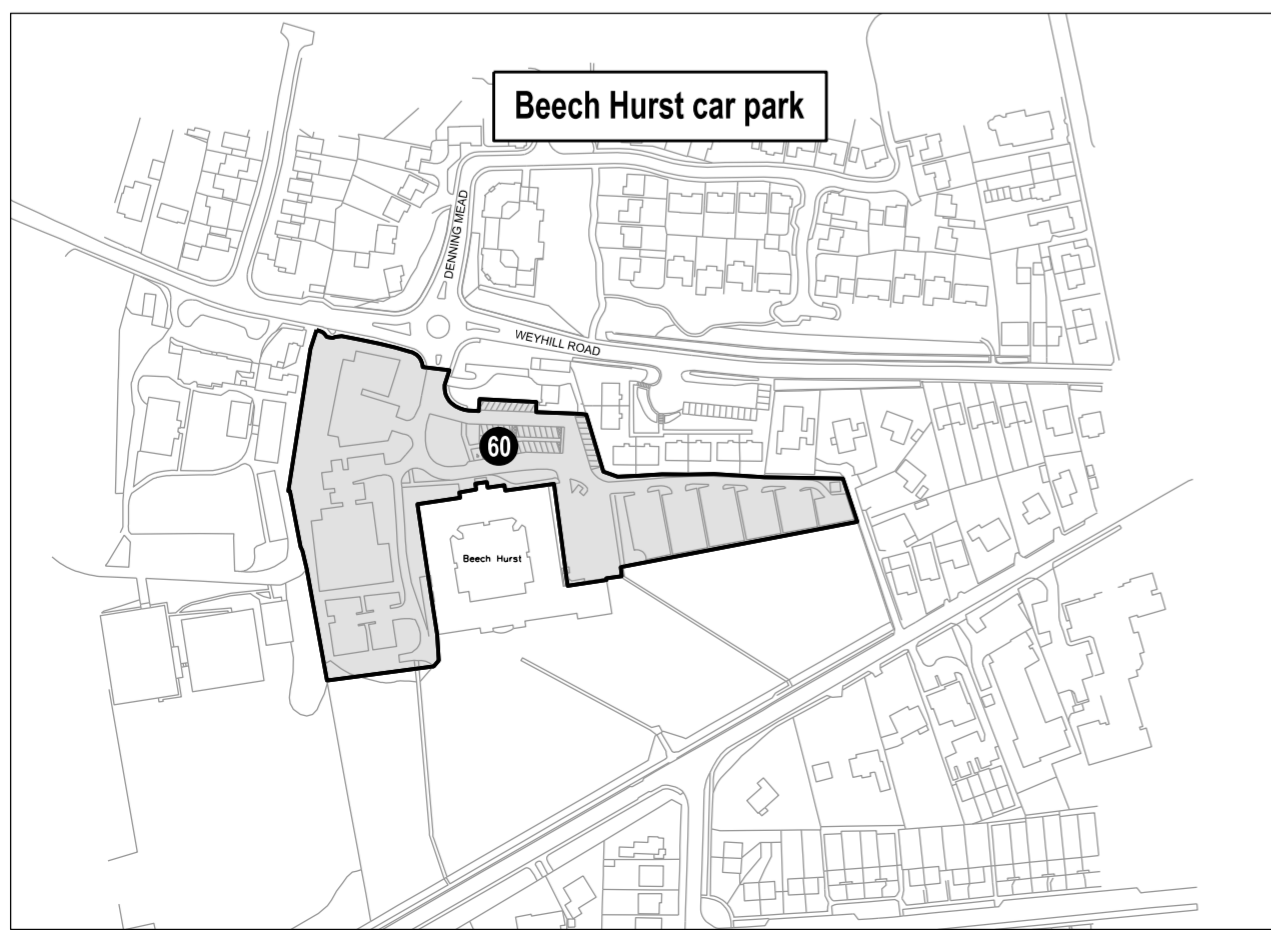 Beech Hurst car park
DENNING MEAD
WEYHILL ROAD
60
Beech Hurst